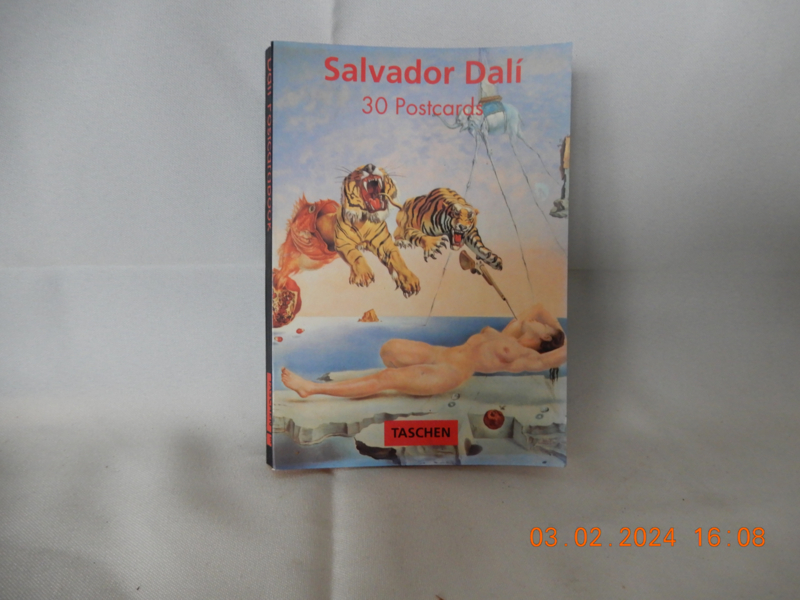 Salvador Dalí
30 Postcards
TASCHEN
03.02.2024 16:08